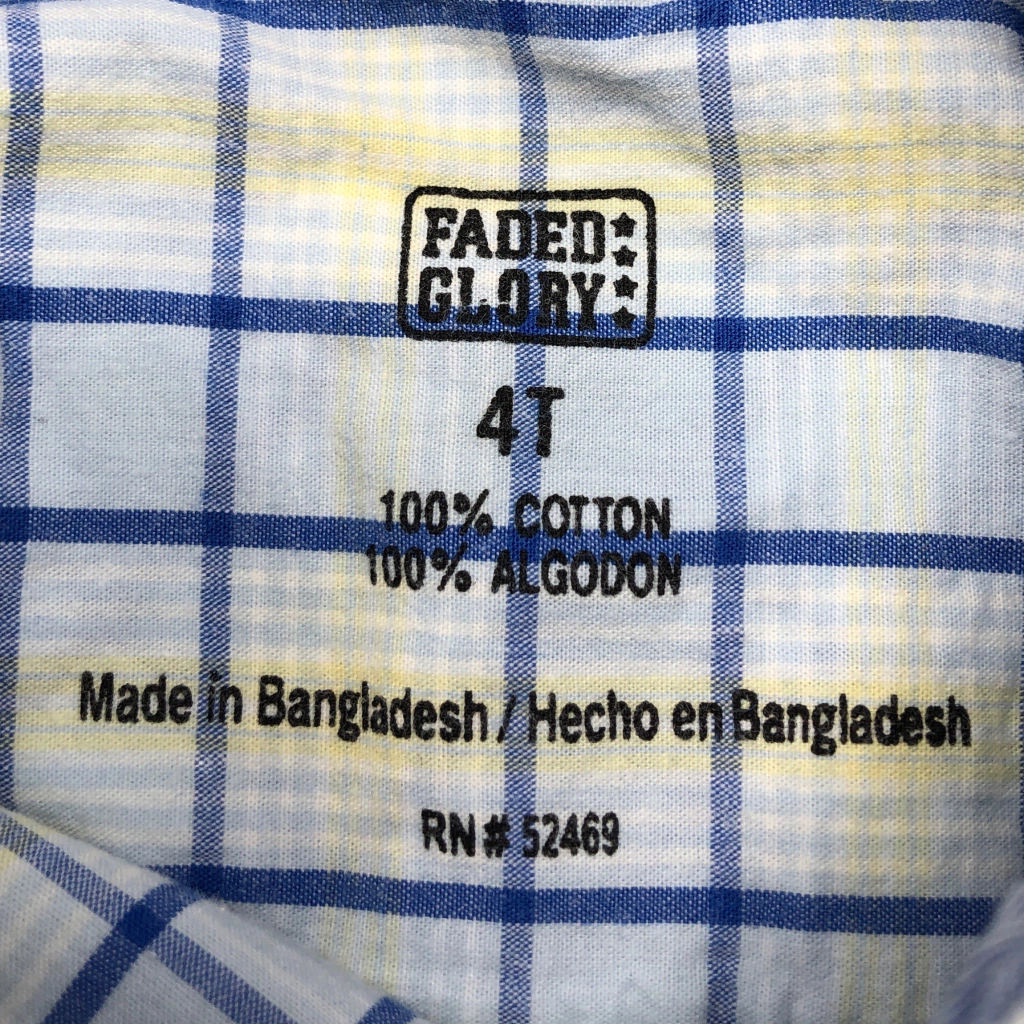 FADED
GLORY
4T
100% COTTON
100% ALGODON
Made in Bangladesh / Hecho en Bangladesh
RN# 52469